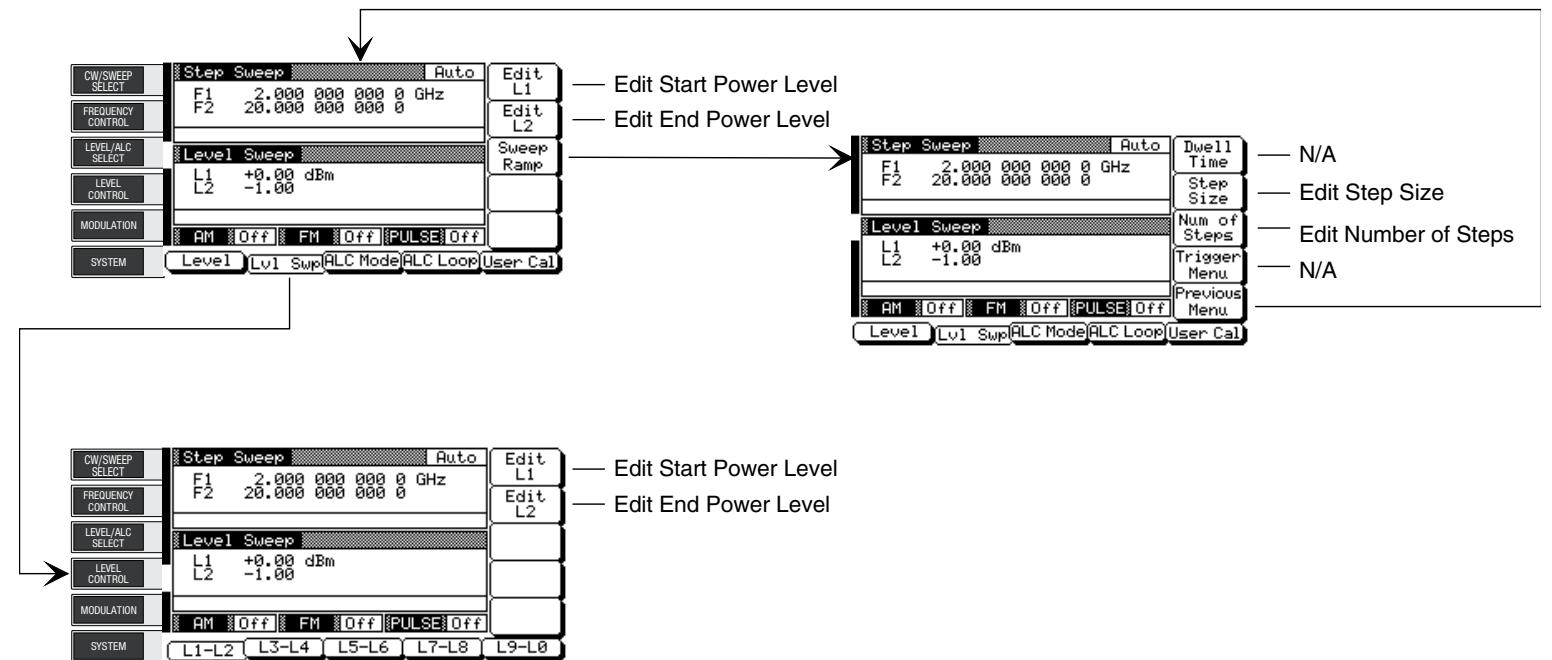 CW/SWEEP
SELECT
FREQUENCY
CONTROL
LEVEL/ALC
SELECT
LEVEL
CONTROL
MODULATION
SYSTEM
Step Sweep Auto
F1 2.000 000 000 0 GHz
F2 20.000 000 000 0
Level Sweep
L1 +0.00 dBm
L2 -1.00
AM Off FM Off PULSE Off
Level Lvl Swp ALC Mode ALC Loop User Cal
Edit
L1
Edit
L2
Sweep
Ramp
Edit Start Power Level
Edit End Power Level
Step Sweep Auto
F1 2.000 000 000 0 GHz
F2 20.000 000 000 0
Level Sweep
L1 +0.00 dBm
L2 -1.00
AM Off FM Off PULSE Off
Level Lvl Swp ALC Mode ALC Loop User Cal
Dwell
Time
Step
Size
Num of
Steps
Trigger
Menu
Previous
Menu
N/A
Edit Step Size
Edit Number of Steps
N/A
CW/SWEEP
SELECT
FREQUENCY
CONTROL
LEVEL/ALC
SELECT
LEVEL
CONTROL
MODULATION
SYSTEM
Step Sweep Auto
F1 2.000 000 000 0 GHz
F2 20.000 000 000 0
Level Sweep
L1 +0.00 dBm
L2 -1.00
AM Off FM Off PULSE Off
L1-L2 L3-L4 L5-L6 L7-L8 L9-L0
Edit
L1
Edit
L2
Edit Start Power Level
Edit End Power Level